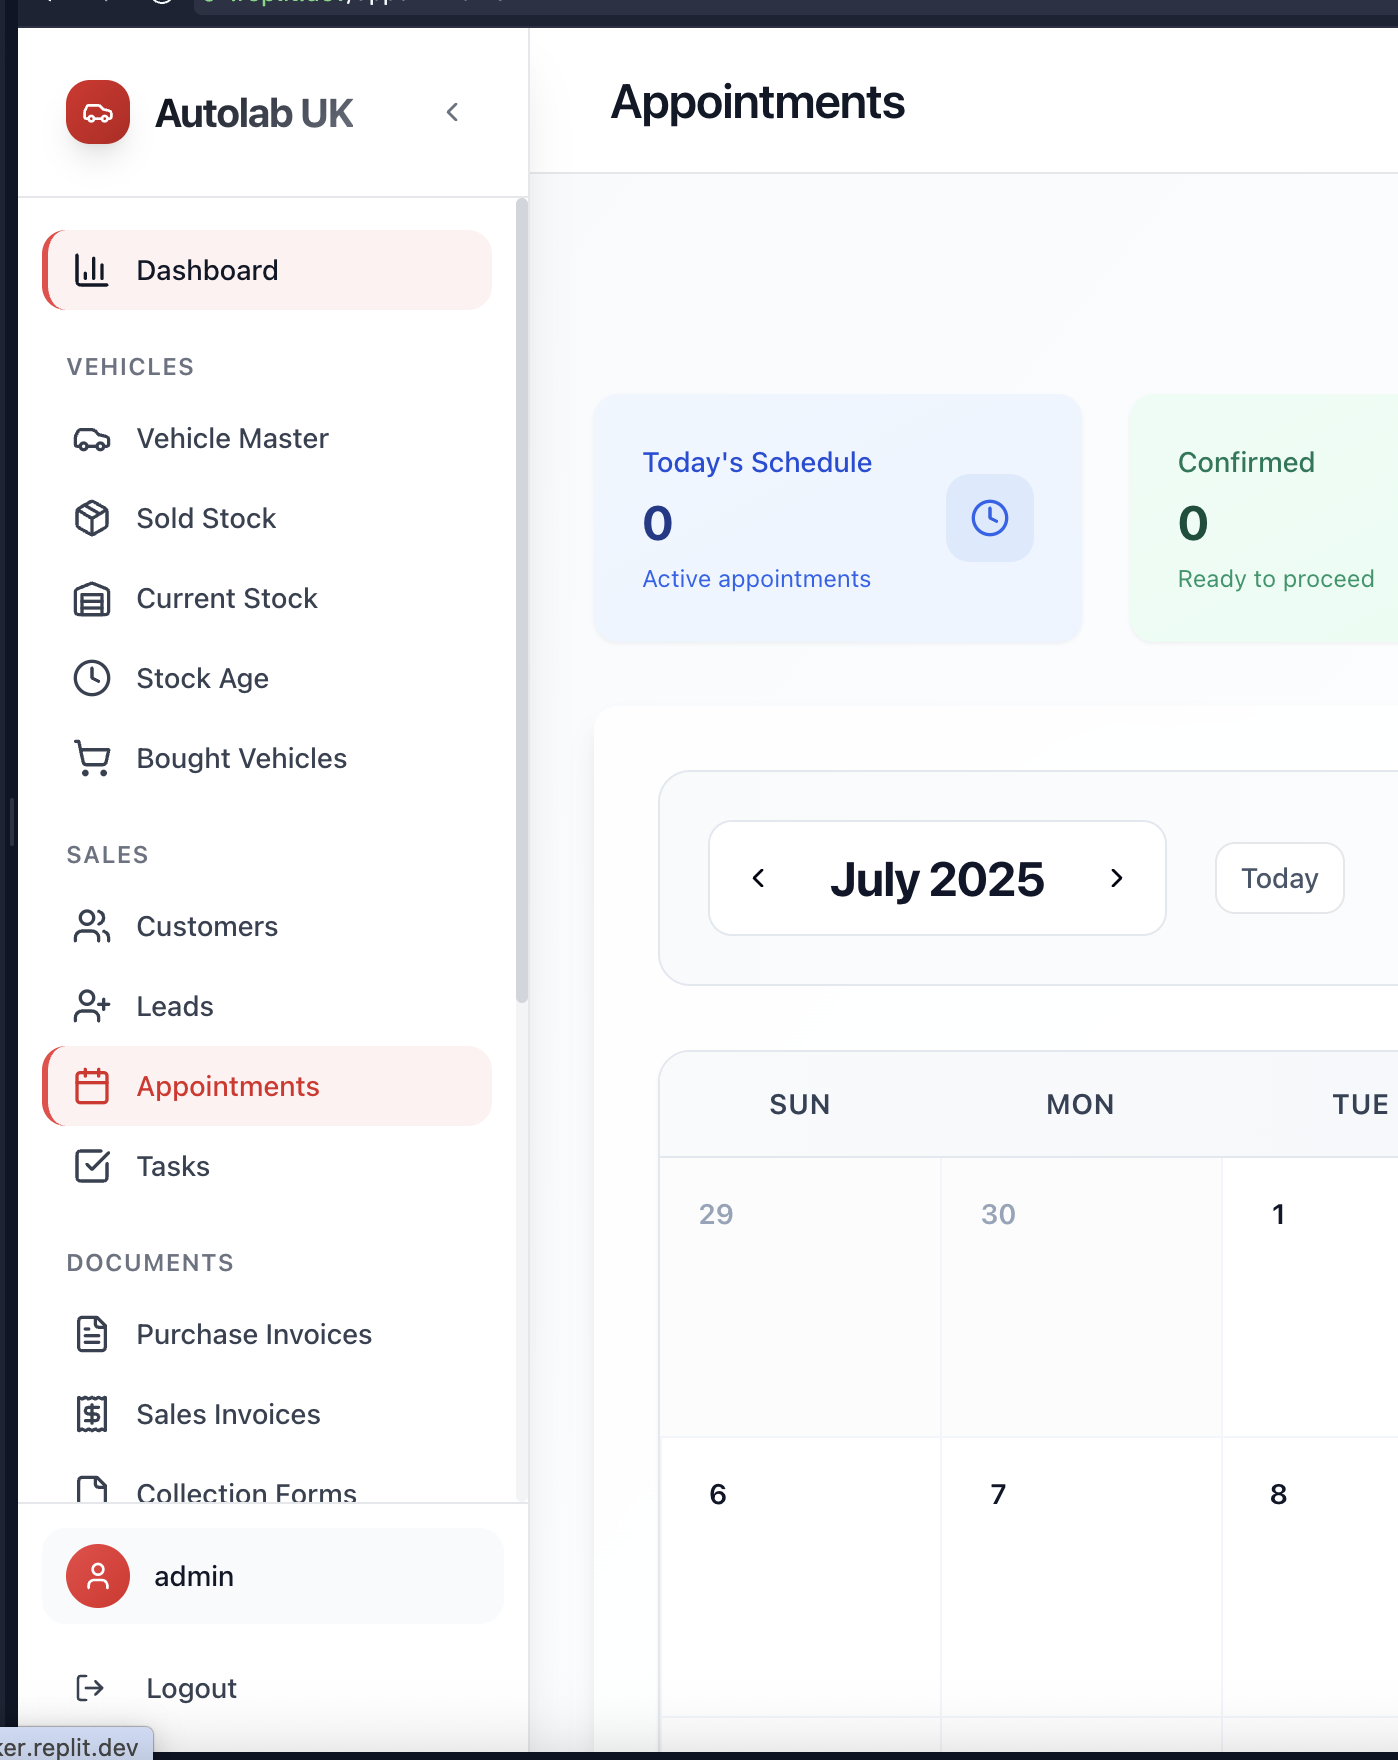 Autolab UK
Appointments
Dashboard
VEHICLES
Vehicle Master
Sold Stock
Current Stock
Stock Age
Bought Vehicles
SALES
Customers
Leads
Appointments
Tasks
DOCUMENTS
Purchase Invoices
Sales Invoices
Collection Forms
admin
Logout
ker.replit.dev
Today's Schedule
0
Active appointments
Confirmed
0
Ready to proceed
July 2025
Today
SUN MON TUE
29 30 1
6 7 8